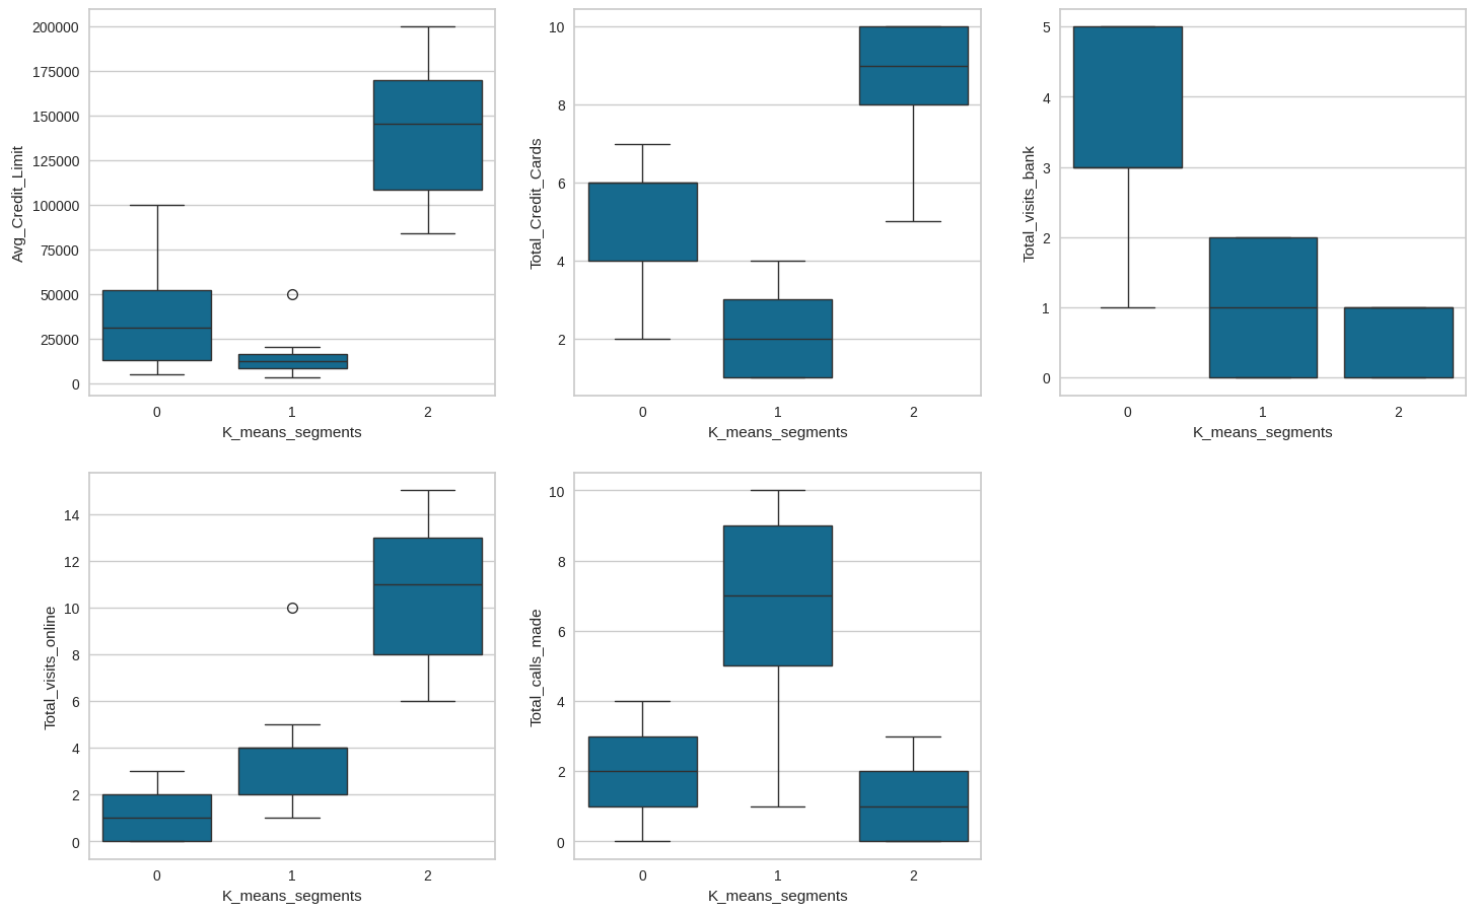 200000
175000
150000
125000
100000
75000
50000
25000
0
Avg_Credit_Limit
0 1 2
K_means_segments
10
8
6
4
2
Total_Credit_Cards
0 1 2
K_means_segments
5
4
3
2
1
0
Total_visits_bank
0 1 2
K_means_segments
14
12
10
8
6
4
2
0
Total_visits_online
0 1 2
K_means_segments
10
8
6
4
2
0
Total_calls_made
0 1 2
K_means_segments